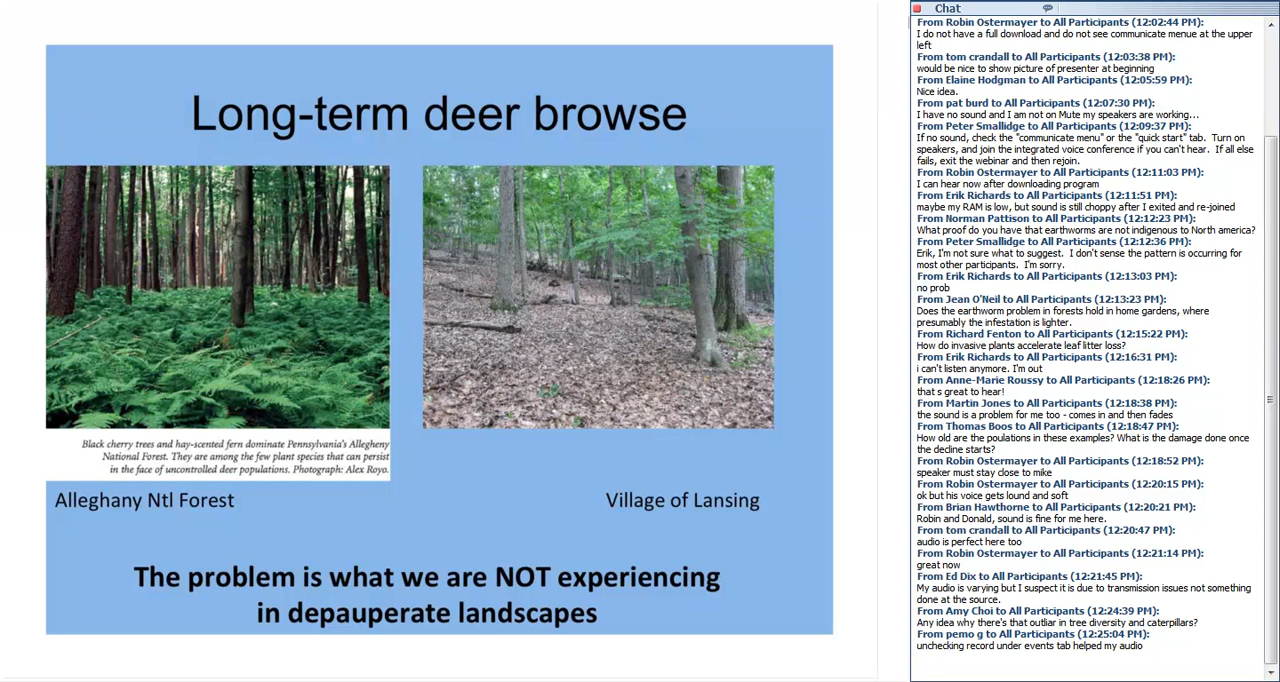 Long-term deer browse
Black cherry trees and hay-scented fern dominate Pennsylvania's Allegheny
National Forest. They are among the few plant species that can persist
in the face of uncontrolled deer populations. Photograph: Alex Royo.
Alleghany Ntl Forest
Village of Lansing
The problem is what we are NOT experiencing
in depauperate landscapes
Chat
From Robin Ostermayer to All Participants (12:02:44 PM):
I do not have a full download and do not see communicate menue at the upper
left
From tom crandall to All Participants (12:03:38 PM):
would be nice to show picture of presenter at beginning
From Elaine Hodgman to All Participants (12:05:59 PM):
Nice idea.
From pat burd to All Participants (12:07:30 PM):
I have no sound and I am not on Mute my speakers are working...
From Peter Smallidge to All Participants (12:09:37 PM):
If no sound, check the "communicate menu" or the "quick start" tab. Turn on
speakers, and join the integrated voice conference if you can't hear. If all else
fails, exit the webinar and then rejoin.
From Robin Ostermayer to All Participants (12:11:03 PM):
I can hear now after downloading program
From Erik Richards to All Participants (12:11:51 PM):
maybe my RAM is low, but sound is still choppy after I exited and re-joined
From Norman Pattison to All Participants (12:12:23 PM):
What proof do you have that earthworms are not indigenous to North america?
From Peter Smallidge to All Participants (12:12:36 PM):
Erik, I'm not sure what to suggest. I don't sense the pattern is occurring for
most other participants. I'm sorry.
From Erik Richards to All Participants (12:13:03 PM):
no prob
From Jean O'Neil to All Participants (12:13:23 PM):
Does the earthworm problem in forests hold in home gardens, where
presumably the infestation is lighter.
From Richard Fenton to All Participants (12:15:22 PM):
How do invasive plants accelerate leaf litter loss?
From Erik Richards to All Participants (12:16:31 PM):
i can't listen anymore. I'm out
From Anne-Marie Roussy to All Participants (12:18:26 PM):
that s great to hear!
From Martin Jones to All Participants (12:18:38 PM):
the sound is a problem for me too - comes in and then fades
From Thomas Boos to All Participants (12:18:47 PM):
How old are the poulations in these examples? What is the damage done once
the decline starts?
From Robin Ostermayer to All Participants (12:18:52 PM):
speaker must stay close to mike
From Robin Ostermayer to All Participants (12:20:15 PM):
ok but his voice gets lound and soft
From Brian Hawthorne to All Participants (12:20:21 PM):
Robin and Donald, sound is fine for me here.
From tom crandall to All Participants (12:20:47 PM):
audio is perfect here too
From Robin Ostermayer to All Participants (12:21:14 PM):
great now
From Ed Dix to All Participants (12:21:45 PM):
My audio is varying but I suspect it is due to transmission issues not something
done at the source.
From Amy Choi to All Participants (12:24:39 PM):
Any idea why there's that outliar in tree diversity and caterpillars?
From pemo g to All Participants (12:25:04 PM):
unchecking record under events tab helped my audio